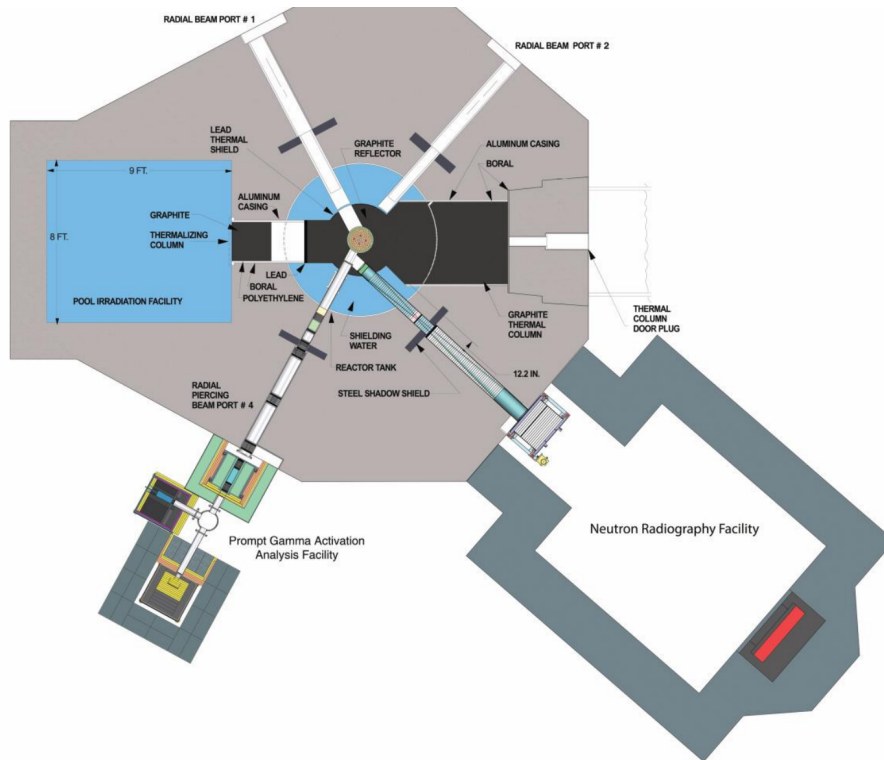 RADIAL BEAM PORT # 1
RADIAL BEAM PORT # 2
LEAD
THERMAL
SHIELD
GRAPHITE
REFLECTOR
ALUMINUM CASING
BORAL
9 FT.
8 FT.
ALUMINUM
CASING
GRAPHITE
THERMALIZING
COLUMN
LEAD
BORAL
POLYETHYLENE
POOL IRRADIATION FACILITY
SHIELDING
WATER
REACTOR TANK
GRAPHITE
THERMAL
COLUMN
THERMAL
COLUMN
DOOR PLUG
12.2 IN.
STEEL SHADOW SHIELD
RADIAL
PIERCING
BEAM PORT # 4
Prompt Gamma Activation
Analysis Facility
Neutron Radiography Facility